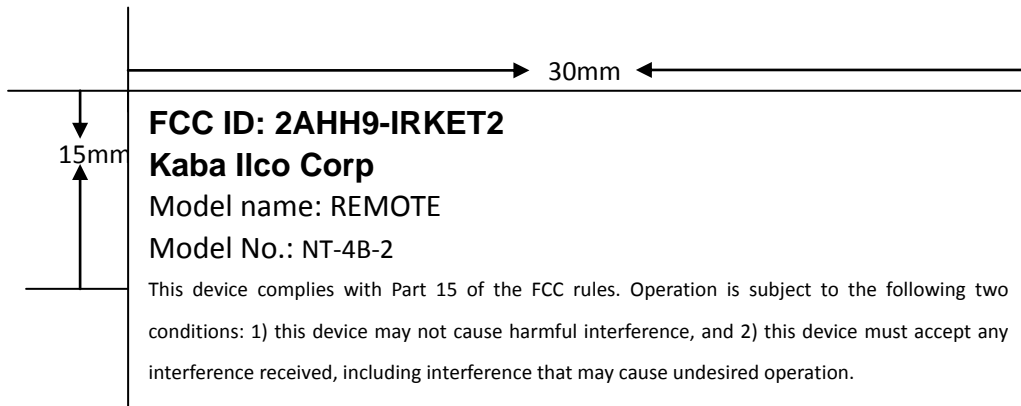 30mm
15mm
FCC ID: 2AHH9-IRKET2
Kaba Ilco Corp
Model name: REMOTE
Model No.: NT-4B-2
This device complies with Part 15 of the FCC rules. Operation is subject to the following two
conditions: 1) this device may not cause harmful interference, and 2) this device must accept any
interference received, including interference that may cause undesired operation.